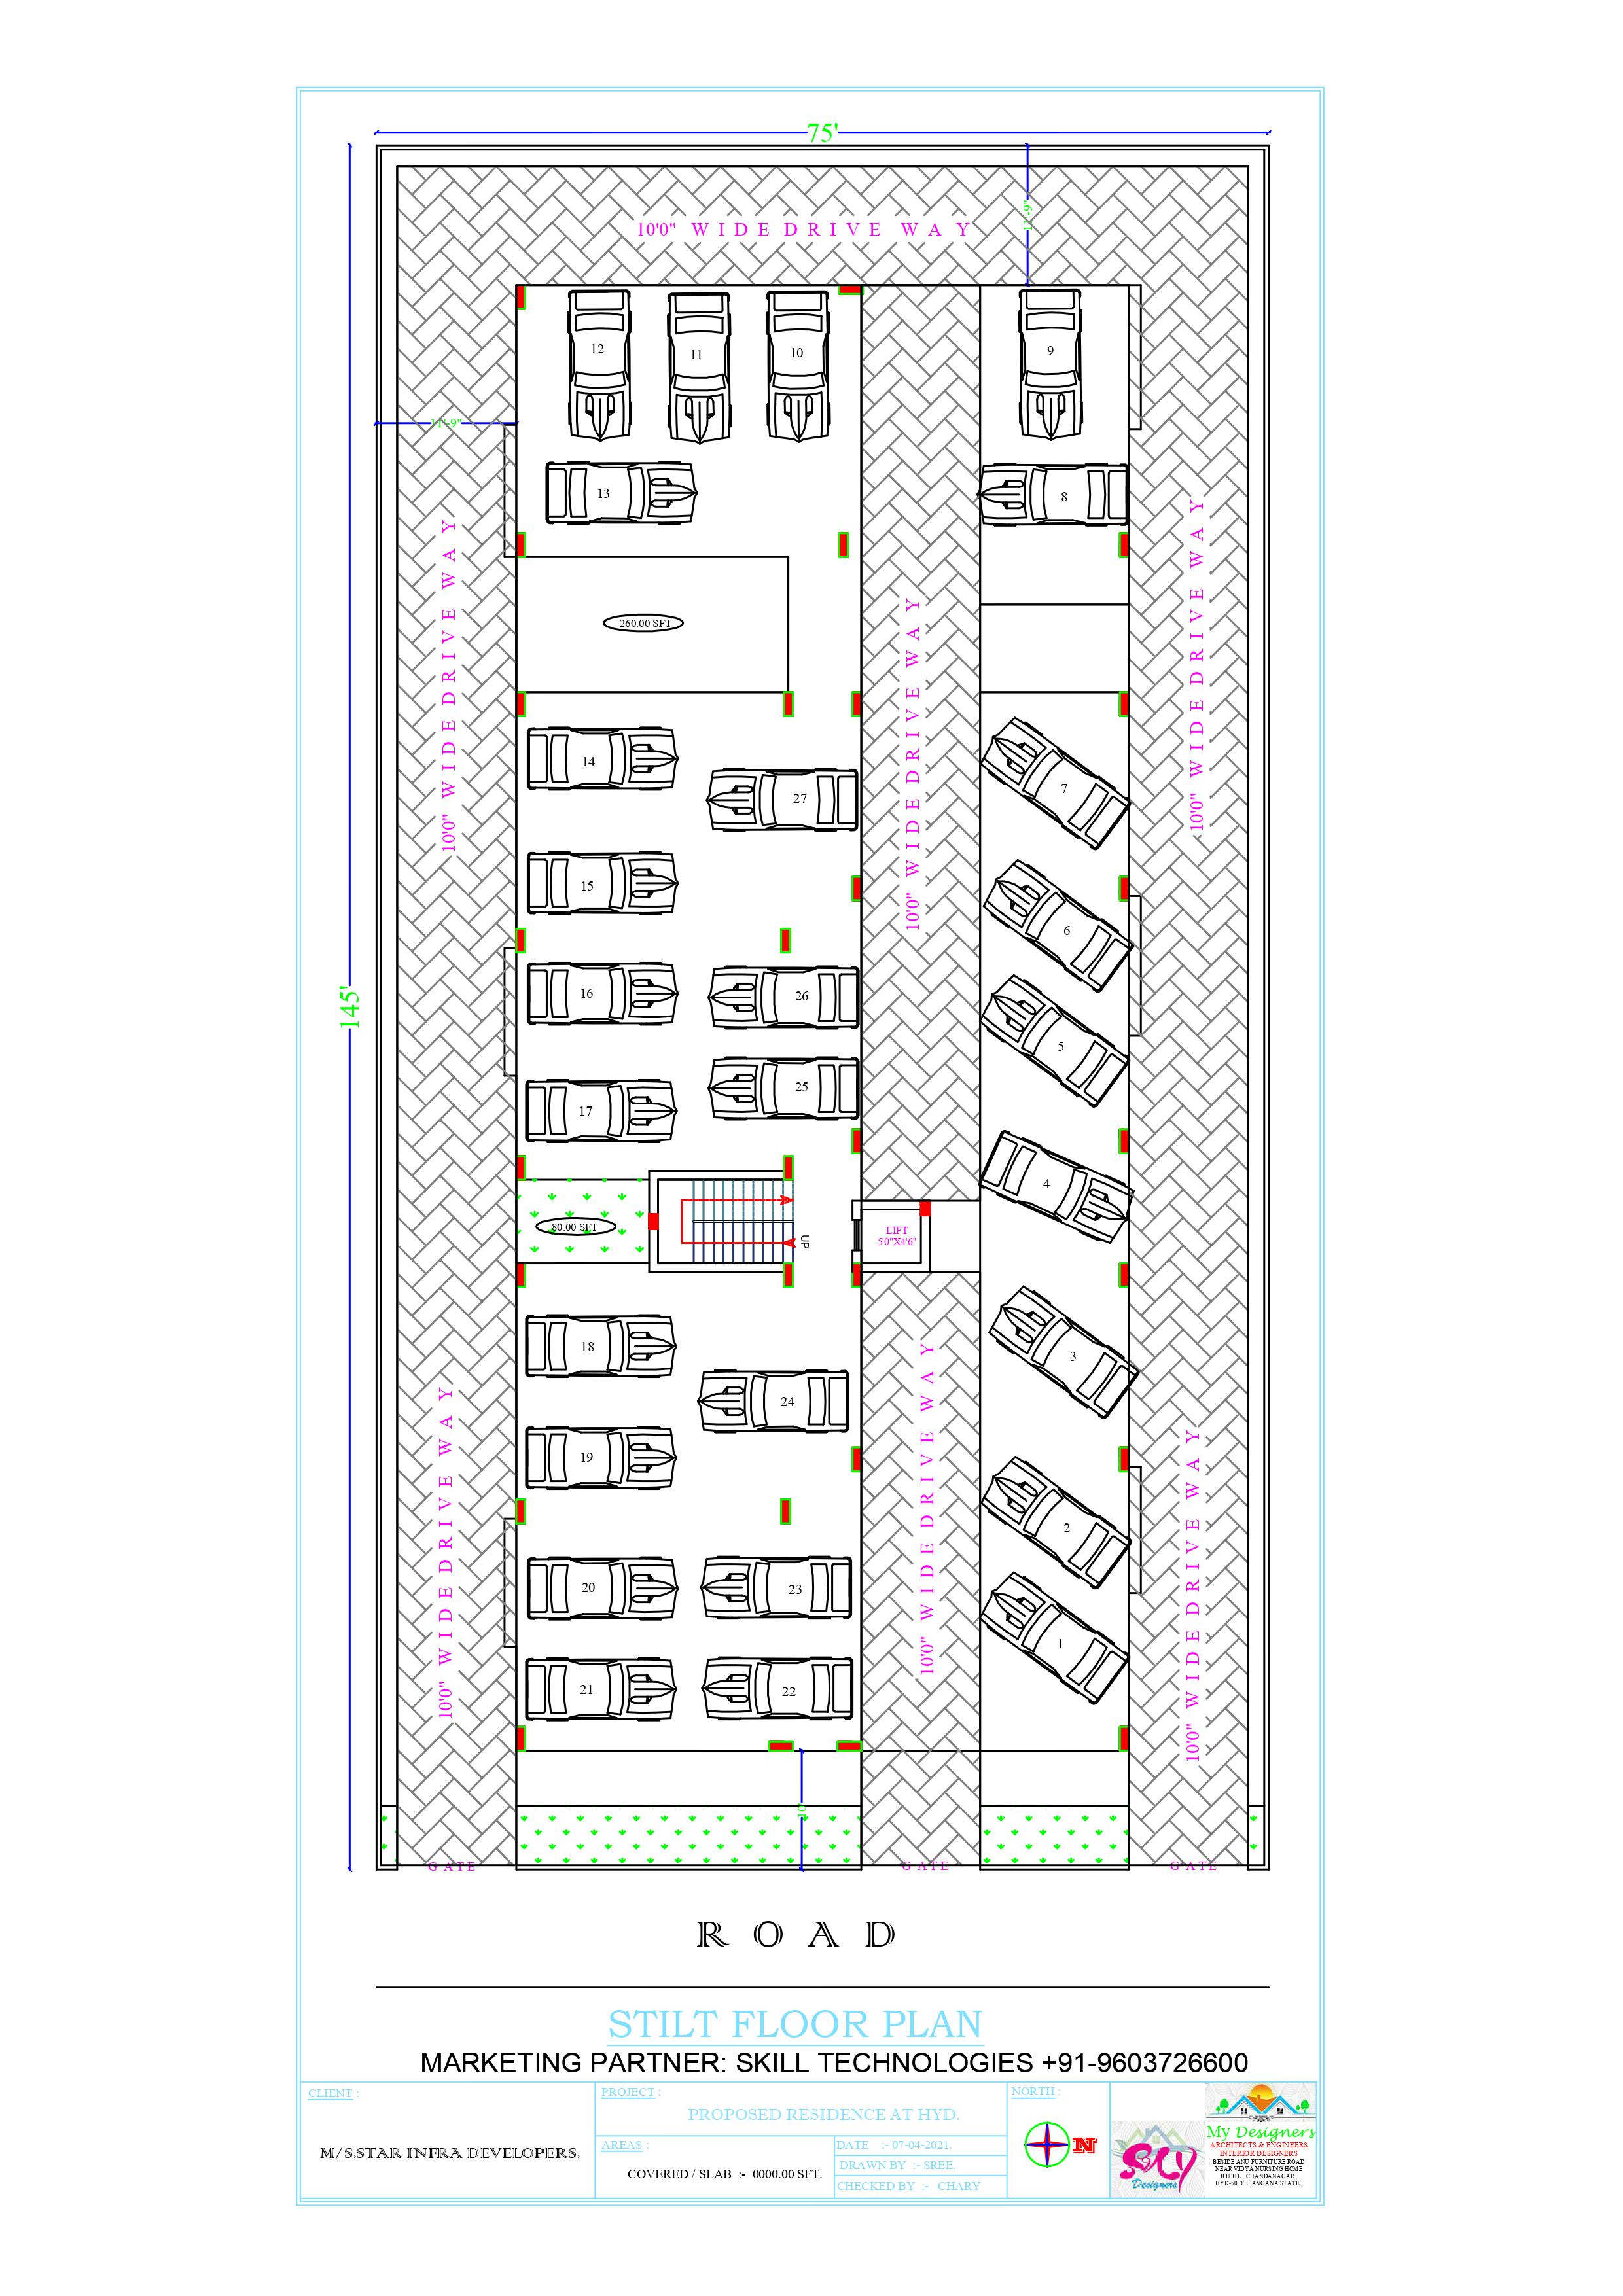 75'
11'-9"
10'0" WIDE DRIVE WAY
12
11
10
9
11'-9"
13
8
10'0" WIDE DRIVE WAY
10'0" WIDE DRIVE WAY
10'0" WIDE DRIVE WAY
260.00 SFT
14
27
7
15
6
145'
16
26
5
25
17
4
80.00 SFT
UP
LIFT
5'0"X4'6"
18
3
24
19
10'0" WIDE DRIVE WAY
10'0" WIDE DRIVE WAY
10'0" WIDE DRIVE WAY
2
20
23
1
21
22
10'
GATE
GATE
GATE
ROAD
STILT FLOOR PLAN
MARKETING PARTNER: SKILL TECHNOLOGIES +91-9603726600
CLIENT :
M/S.STAR INFRA DEVELOPERS.
PROJECT :
PROPOSED RESIDENCE AT HYD.
AREAS :
COVERED / SLAB :- 0000.00 SFT.
DATE :- 07-04-2021.
DRAWN BY :- SREE.
CHECKED BY :- CHARY
NORTH :
N
Designers
My Designers
ARCHITECTS & ENGINEERS
INTERIOR DESIGNERS
BESIDE ANU FURNITURE ROAD
NEAR VIDYA NURSING HOME
B.H.E.L , CHANDANAGAR ,
HYD-50, TELANGANA STATE .